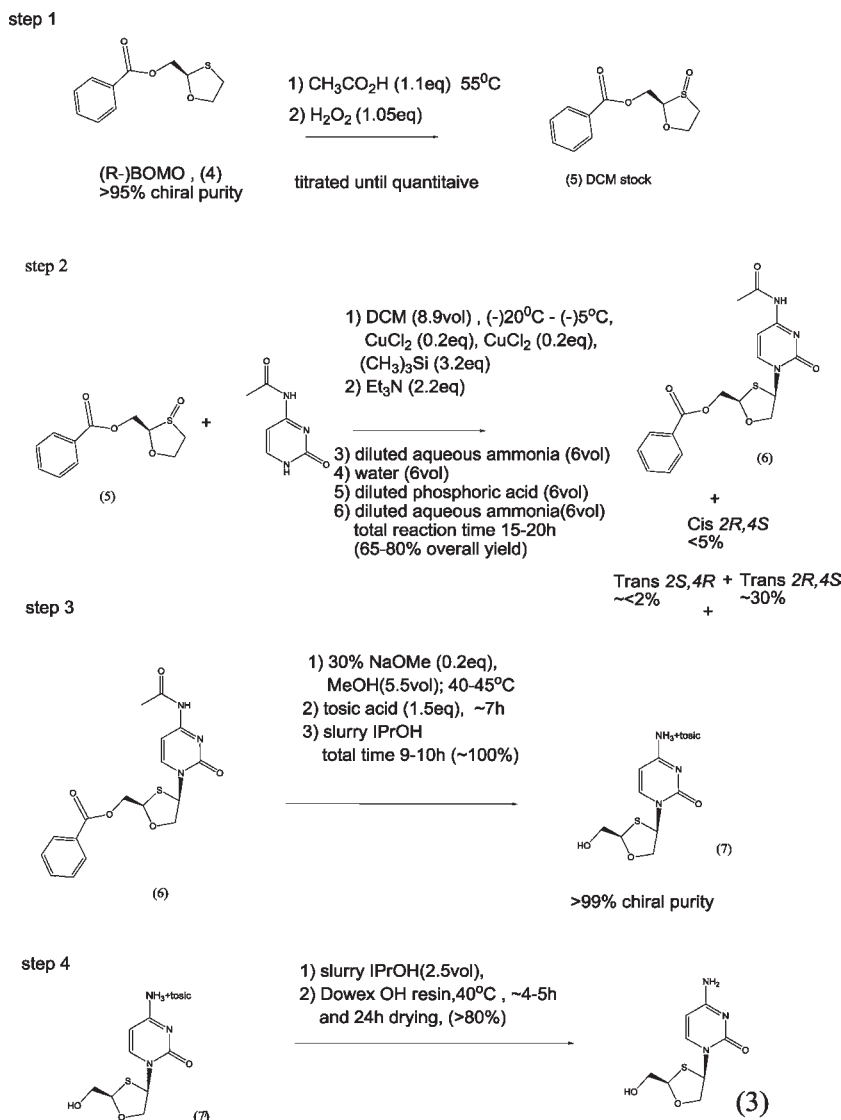 step 1
1) CH3CO2H (1.1eq) 55⁰C
2) H2O2 (1.05eq)
(R-)BOMO , (4)
>95% chiral purity
titrated until quantitaive
(5) DCM stock
step 2
1) DCM (8.9vol) , (-)20⁰C - (-)5⁰C,
CuCl2 (0.2eq), CuCl2 (0.2eq),
(CH3)3Si (3.2eq)
2) Et3N (2.2eq)
+
3) diluted aqueous ammonia (6vol)
4) water (6vol)
5) diluted phosphoric acid (6vol)
6) diluted aqueous ammonia(6vol)
total reaction time 15-20h
(65-80% overall yield)
(5)
(6)
+
Cis 2R,4S
<5%
Trans 2S,4R + Trans 2R,4S
~<2% ~30%
+
step 3
1) 30% NaOMe (0.2eq),
MeOH(5.5vol); 40-45⁰C
2) tosic acid (1.5eq), ~7h
3) slurry IPrOH
total time 9-10h (~100%)
(6)
NH3+tosic
HO
(7)
>99% chiral purity
step 4
NH3+tosic
HO
(7)
1) slurry IPrOH(2.5vol),
2) Dowex OH resin,40⁰C , ~4-5h
and 24h drying, (>80%)
NH2
HO
(3)